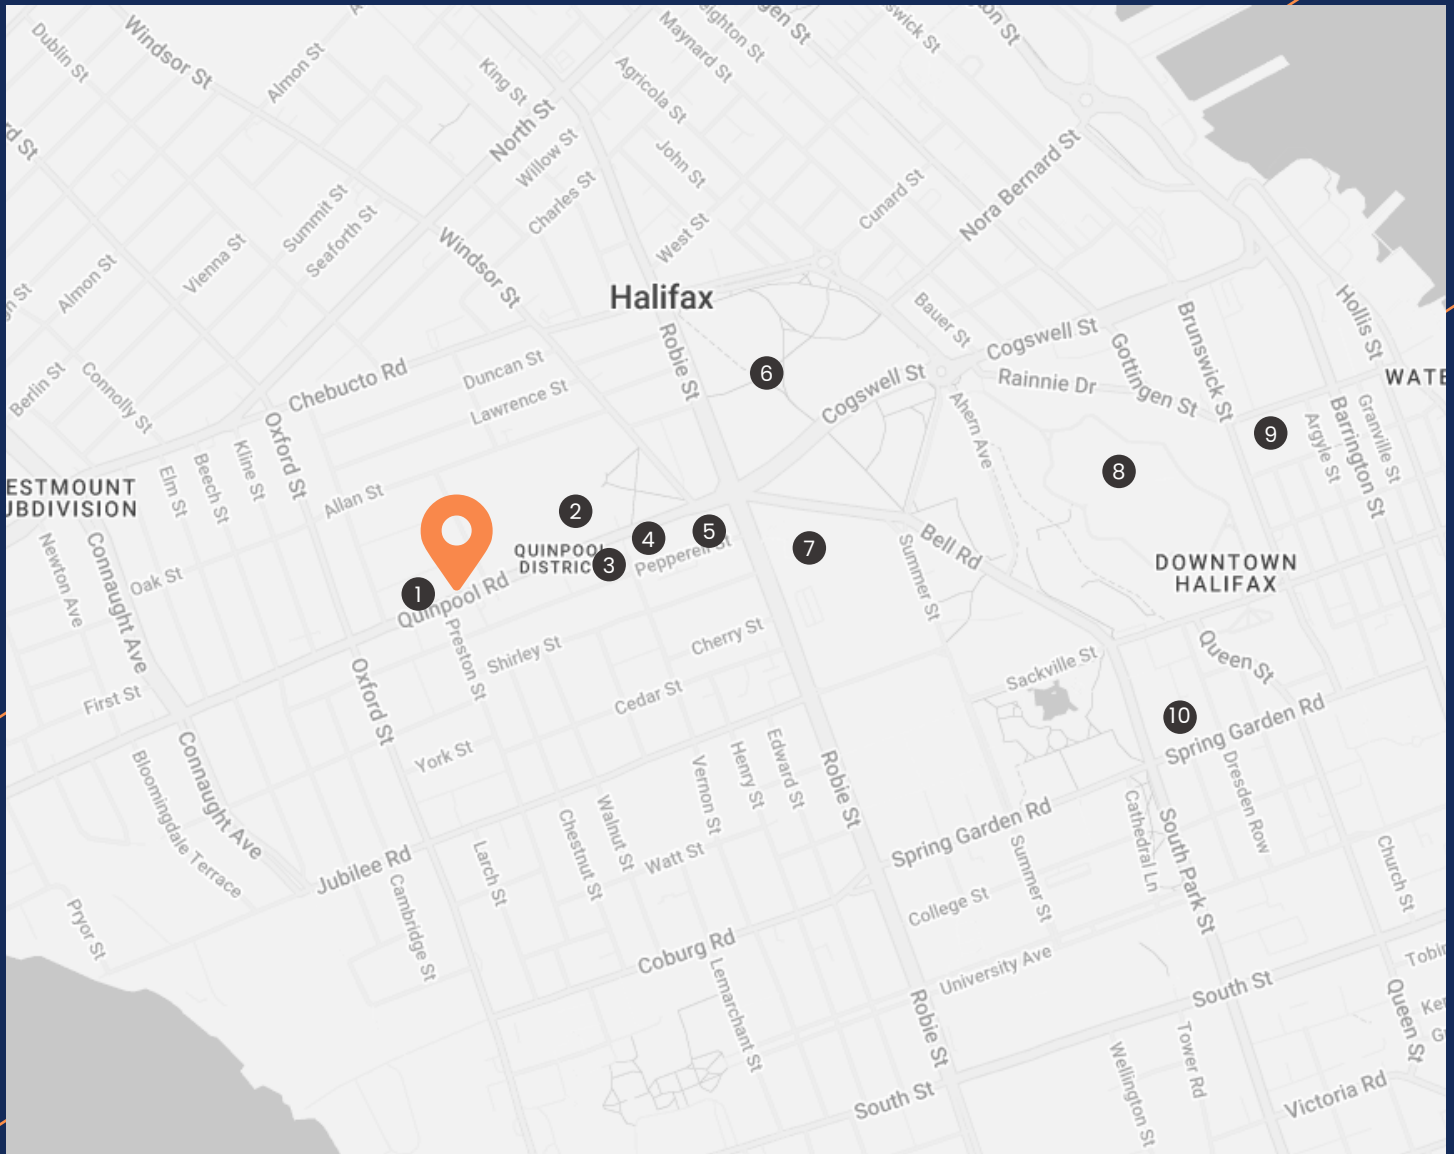 Dublin St
Windsor St
Almon St
King St
North St
Willow St
Charles St
Maynard St
Agricola St
John St
West St
Cunard St
Nora Bernard St
Summit St
Seaforth St
Vienna St
Almon St
Windsor St
Halifax
Robie St
Bauer St
Cogswell St
Rainnie Dr
Gottingen St
Brunswick St
Hollis St
Berlin St
Connolly St
Chebucto Rd
Duncan St
Lawrence St
6
Cogswell St
Ahern Ave
Argyle St
Barrington St
Granville St
9
8
Oxford St
Kline St
Beech St
Elm St
Allan St
2
4
5
7
3
1
QUINPOOL
DISTRIC
Pepperell St
Quinpool Rd
Bell Rd
Summer St
DOWNTOWN
HALIFAX
Newton Ave
Connaught Ave
Oak St
First St
Preston St
Shirley St
Cherry St
Cedar St
Sackville St
Queen St
10
Spring Garden Rd
Oxford St
York St
Connaught Ave
Bloomingdale Terrace
Vernon St
Henry St
Edward St
Robie St
Dresden Row
Cathedral Ln
South Park St
Spring Garden Rd
Summer St
College St
Church St
Jubilee Rd
Larch St
Chestnut St
Walnut St
Watt St
Cambridge St
Pryor St
Coburg Rd
Lemarchant St
University Ave
Robie St
South St
South St
Queen St
Tower Rd
Wellington St
Victoria Rd